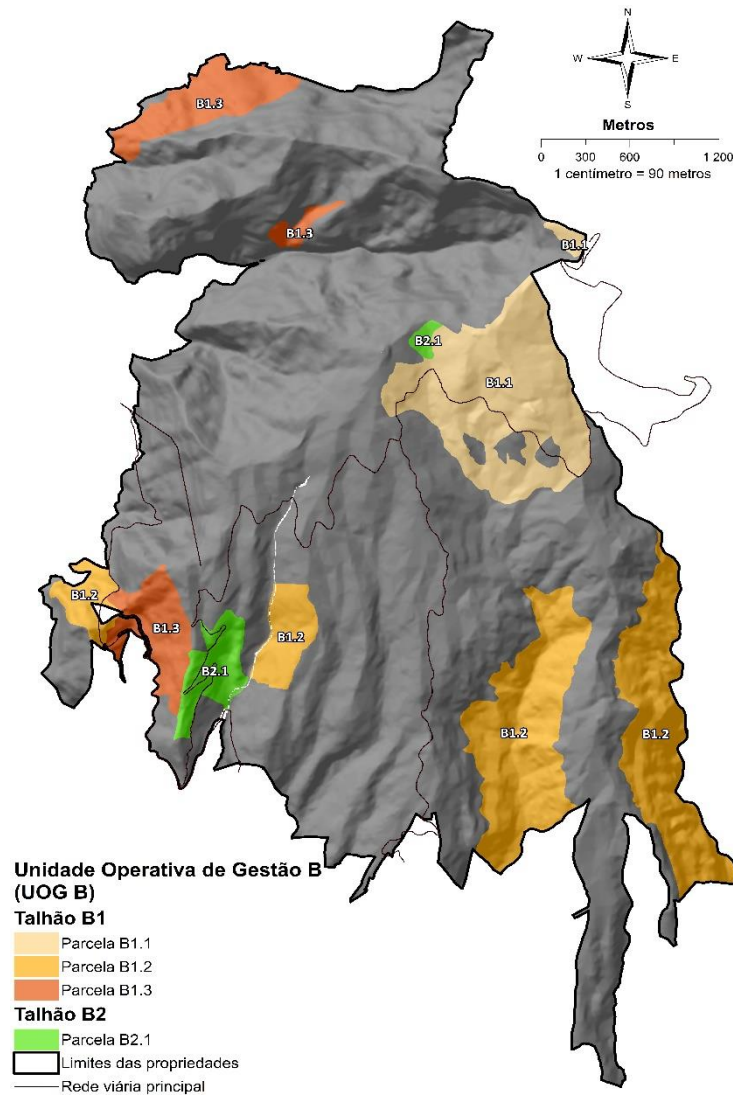 N
W E
S
Metros
0 300 600 1 200
1 centímetro = 90 metros
B1.3
B1.3
B1.1
B2.1
B1.1
B1.2
B1.3
B1.2
B2.1
B1.2
B1.2
Unidade Operativa de Gestão B
(UOG B)
Talhão B1
Parcela B1.1
Parcela B1.2
Parcela B1.3
Talhão B2
Parcela B2.1
Limites das propriedades
Rede viária principal